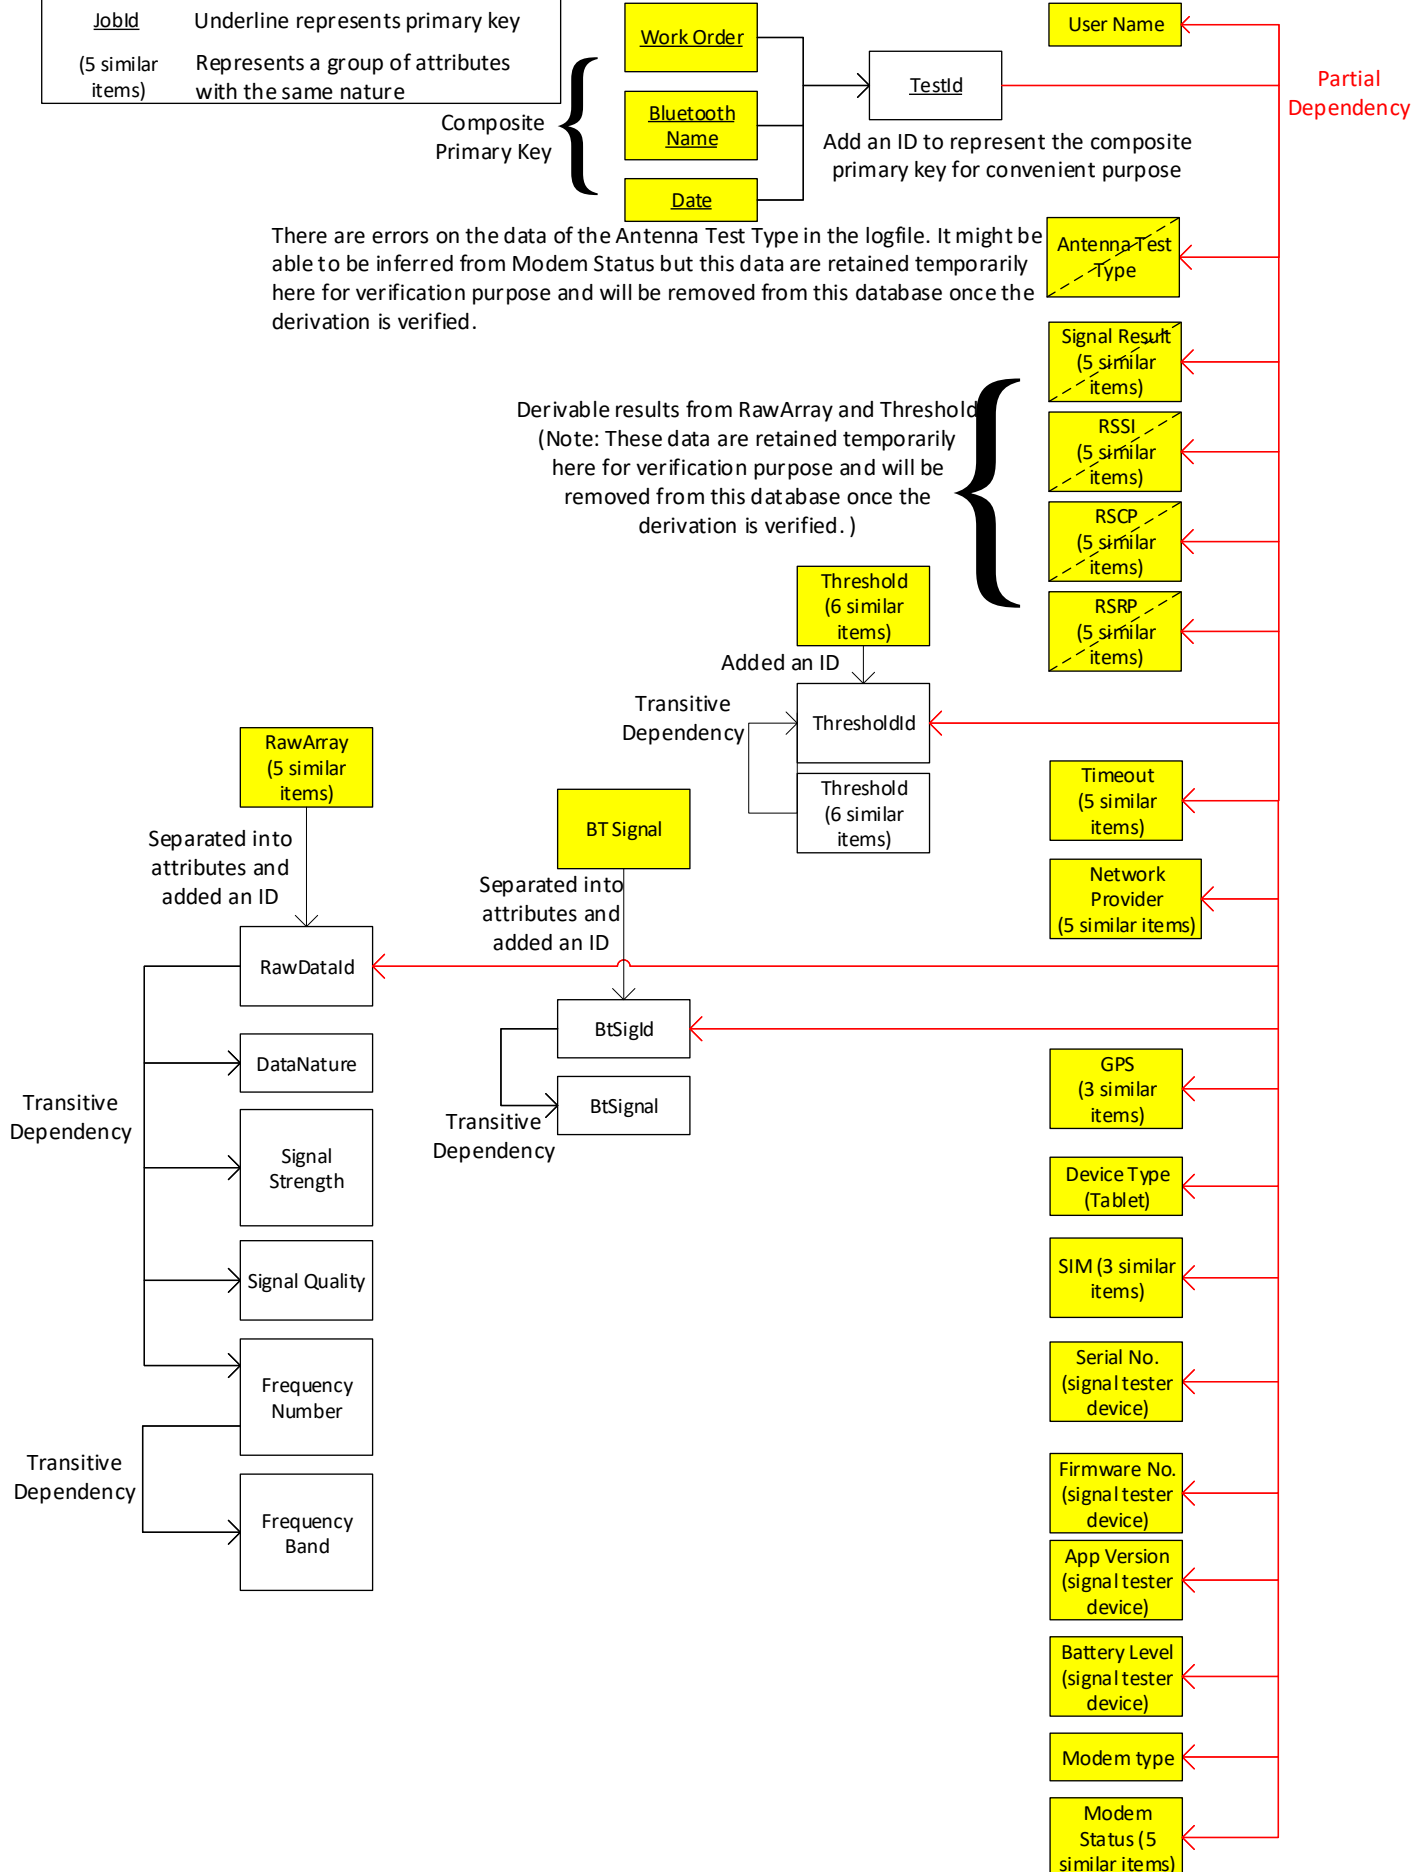 JobId
Underline represents primary key
(5 similar
items)
Represents a group of attributes
with the same nature
Composite
Primary Key
Work Order
Bluetooth
Name
Date
TestId
Add an ID to represent the composite
primary key for convenient purpose
User Name
Partial
Dependency
There are errors on the data of the Antenna Test Type in the logfile. It might be
able to be inferred from Modem Status but this data are retained temporarily
here for verification purpose and will be removed from this database once the
derivation is verified.
Antenna Test
Type
Signal Result
(5 similar
items)
Derivable results from RawArray and Threshold
(Note: These data are retained temporarily
here for verification purpose and will be
removed from this database once the
derivation is verified. )
RSSI
(5 similar
items)
RSCP
(5 similar
items)
RSRP
(5 similar
items)
Threshold
(6 similar
items)
Added an ID
Transitive
Dependency
ThresholdId
Threshold
(6 similar
items)
RawArray
(5 similar
items)
Separated into
attributes and
added an ID
BT Signal
Separated into
attributes and
added an ID
Timeout
(5 similar
items)
Network
Provider
(5 similar items)
RawDataId
BtSigId
BtSignal
Transitive
Dependency
DataNature
Transitive
Dependency
Signal
Strength
Signal Quality
Frequency
Number
Transitive
Dependency
Frequency
Band
GPS
(3 similar
items)
Device Type
(Tablet)
SIM (3 similar
items)
Serial No.
(signal tester
device)
Firmware No.
(signal tester
device)
App Version
(signal tester
device)
Battery Level
(signal tester
device)
Modem type
Modem
Status (5
similar items)